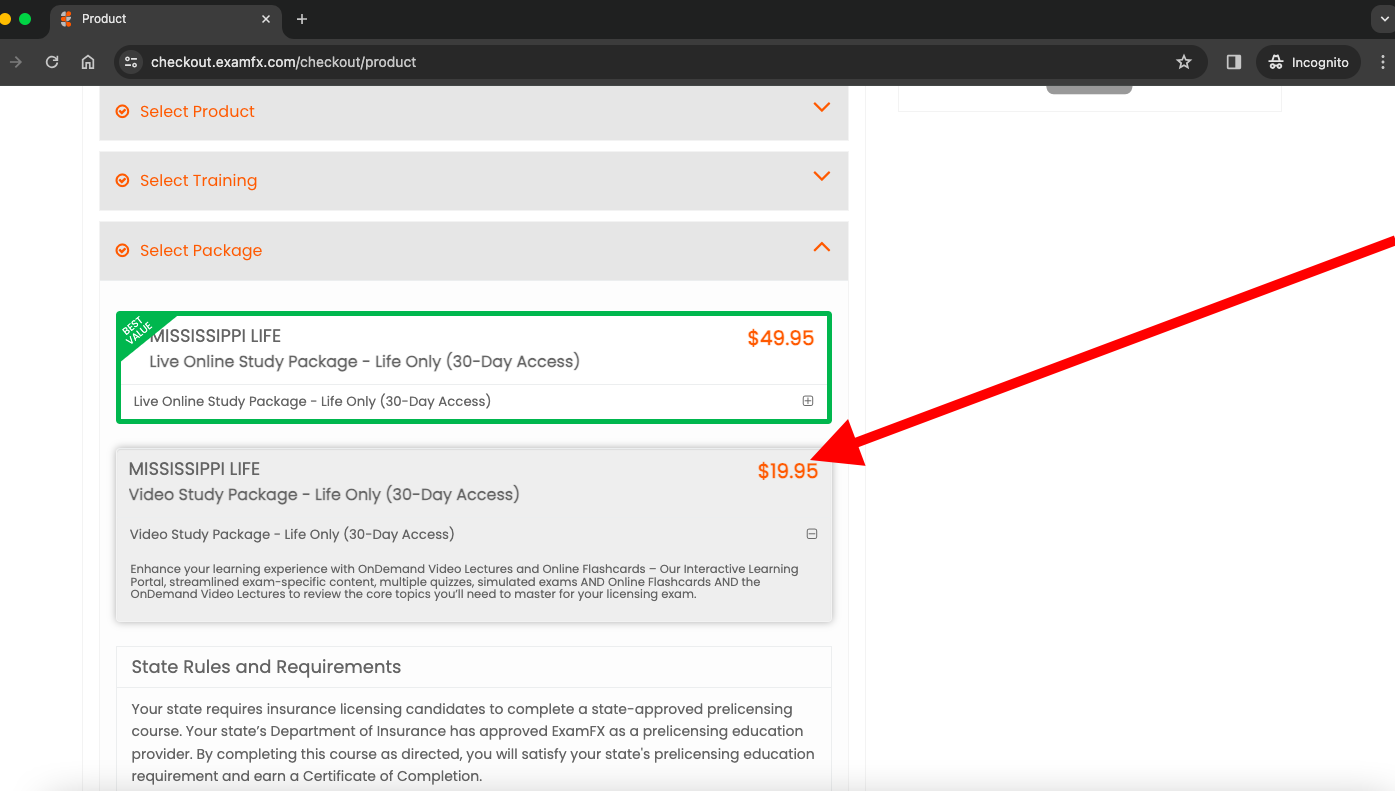 Product
checkout.examfx.com/checkout/product
Incognito
Select Product
Select Training
Select Package
BEST
VALUE
MISSISSIPPI LIFE
$49.95
Live Online Study Package - Life Only (30-Day Access)
Live Online Study Package - Life Only (30-Day Access)
MISSISSIPPI LIFE
$19.95
Video Study Package - Life Only (30-Day Access)
Video Study Package - Life Only (30-Day Access)
Enhance your learning experience with OnDemand Video Lectures and Online Flashcards – Our Interactive Learning
Portal, streamlined exam-specific content, multiple quizzes, simulated exams AND Online Flashcards AND the
OnDemand Video Lectures to review the core topics you’ll need to master for your licensing exam.
State Rules and Requirements
Your state requires insurance licensing candidates to complete a state-approved prelicensing
course. Your state’s Department of Insurance has approved ExamFX as a prelicensing education
provider. By completing this course as directed, you will satisfy your state's prelicensing education
requirement and earn a Certificate of Completion.